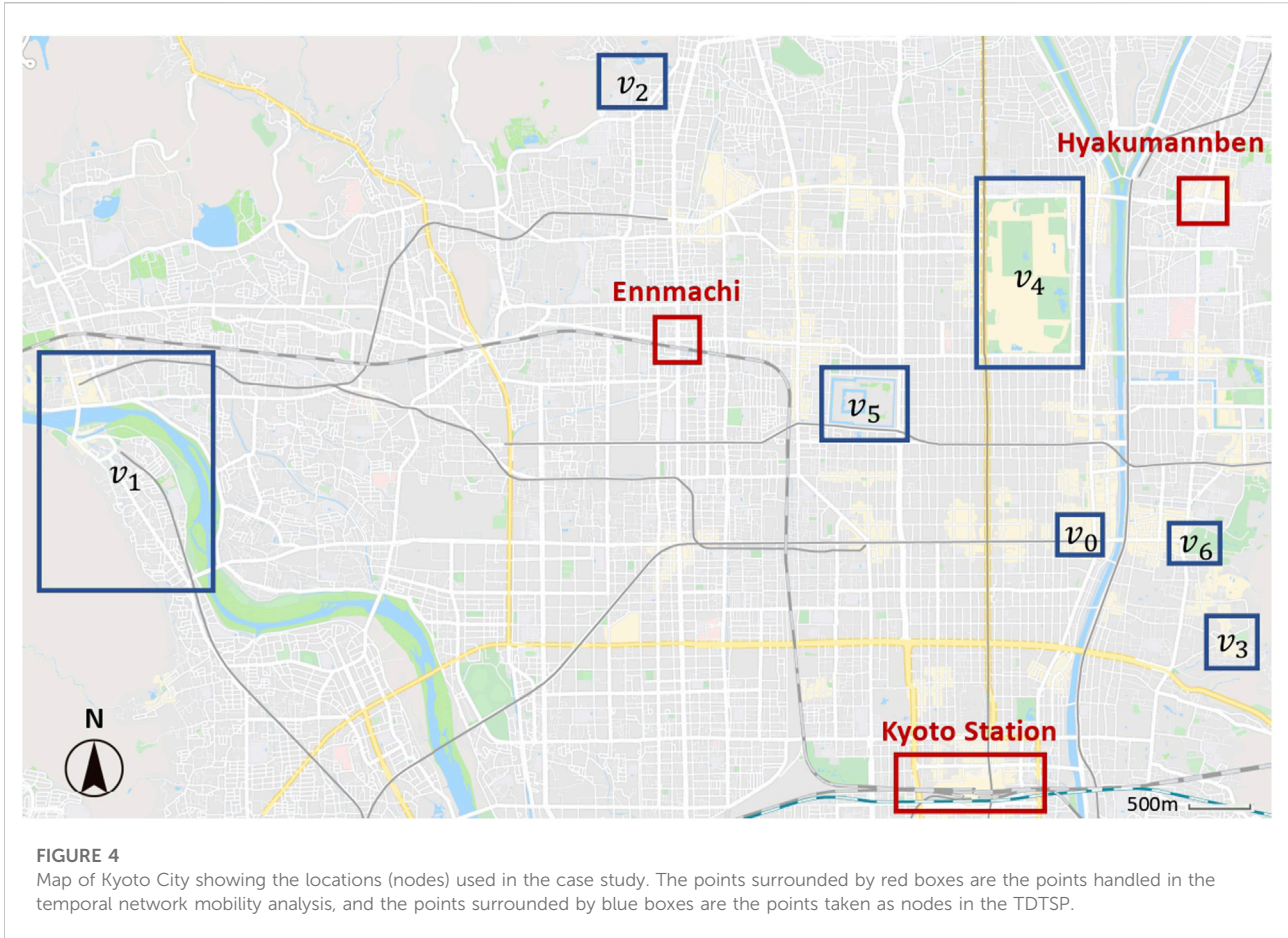 v2
Hyakumannben
v4
Ennmachi
v5
v1
v0
v6
v3
Kyoto Station
N
500m
FIGURE 4
Map of Kyoto City showing the locations (nodes) used in the case study. The points surrounded by red boxes are the points handled in the
temporal network mobility analysis, and the points surrounded by blue boxes are the points taken as nodes in the TDTSP.